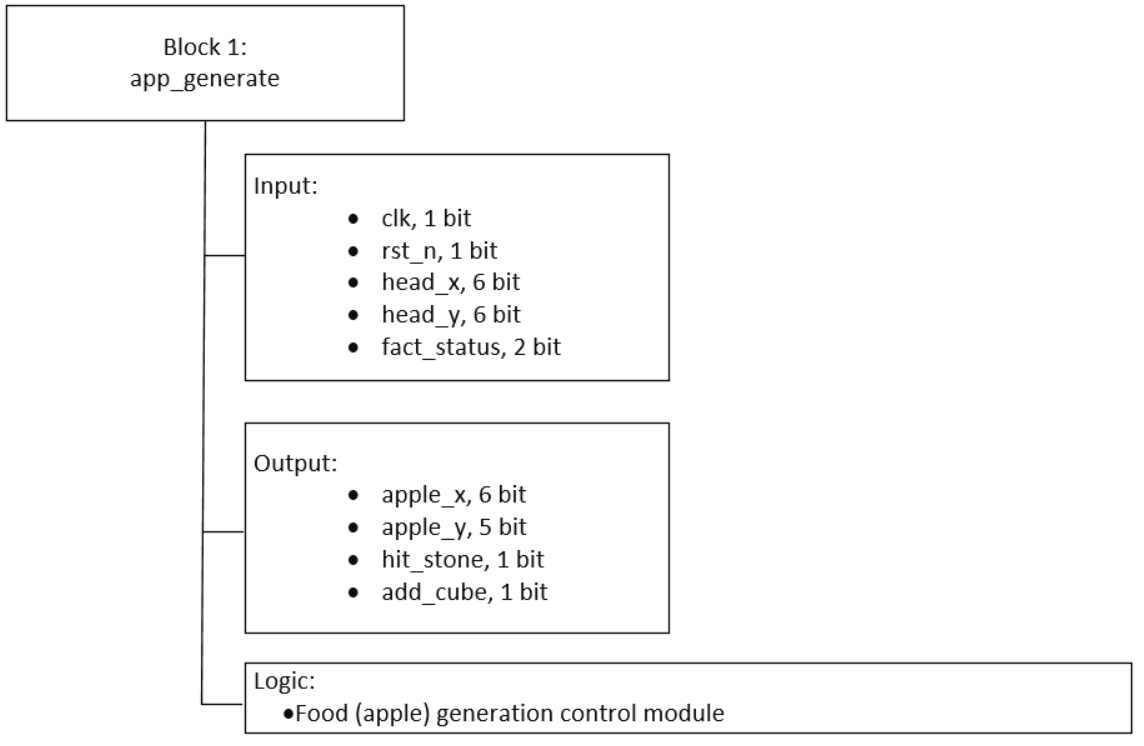 Block 1:
app_generate
Input:
• clk, 1 bit
• rst_n, 1 bit
• head_x, 6 bit
• head_y, 6 bit
• fact_status, 2 bit
Output:
• apple_x, 6 bit
• apple_y, 5 bit
• hit_stone, 1 bit
• add_cube, 1 bit
Logic:
•Food (apple) generation control module